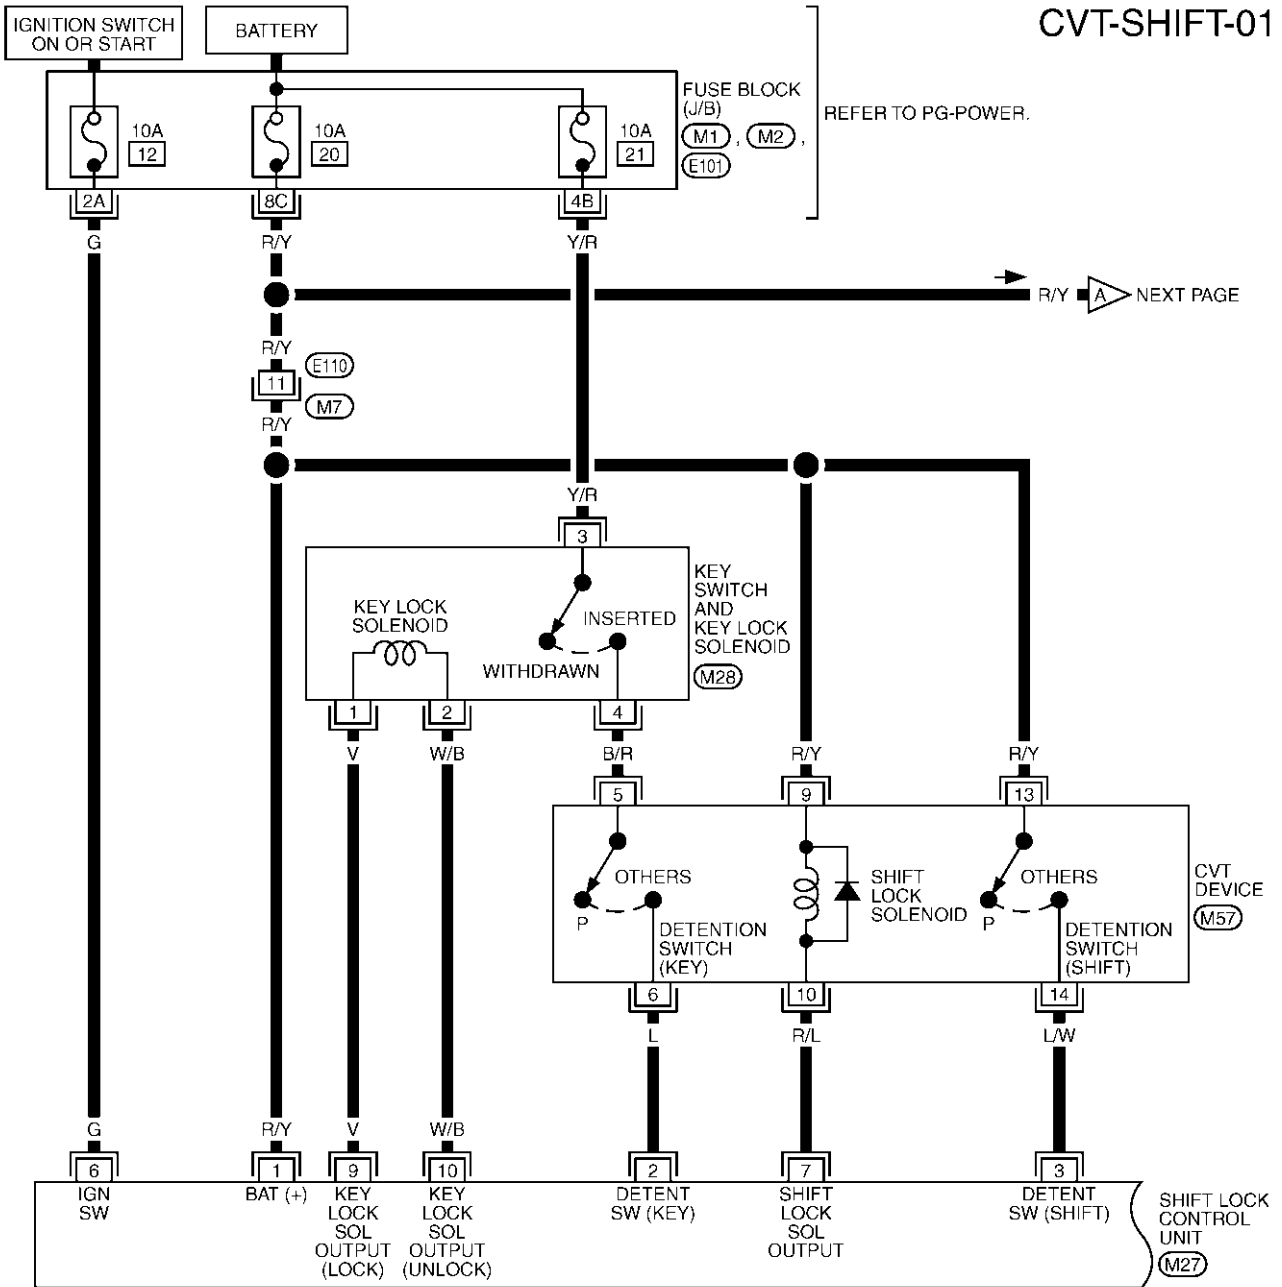 CVT-SHIFT-01
IGNITION SWITCH
ON OR START
BATTERY
FUSE BLOCK
(J/B)
M1 , M2 ,
E101
REFER TO PG-POWER.
10A
12
10A
20
10A
21
2A
8C
4B
G
R/Y
Y/R
R/Y
A
NEXT PAGE
R/Y
E110
11
M7
R/Y
Y/R
3
KEY
SWITCH
AND
KEY LOCK
SOLENOID
M28
KEY LOCK
SOLENOID
INSERTED
WITHDRAWN
1
2
4
V
W/B
B/R
R/Y
R/Y
5
9
13
OTHERS
P
DETENTION
SWITCH
(KEY)
SHIFT
LOCK
SOLENOID
OTHERS
P
DETENTION
SWITCH
(SHIFT)
CVT
DEVICE
M57
6
10
14
L
R/L
L/W
G
R/Y
V
W/B
6
1
9
10
2
7
3
IGN
SW
BAT (+)
KEY
LOCK
SOL
OUTPUT
(LOCK)
KEY
LOCK
SOL
OUTPUT
(UNLOCK)
DETENT
SW (KEY)
SHIFT
LOCK
SOL
OUTPUT
DETENT
SW (SHIFT)
SHIFT LOCK
CONTROL
UNIT
M27